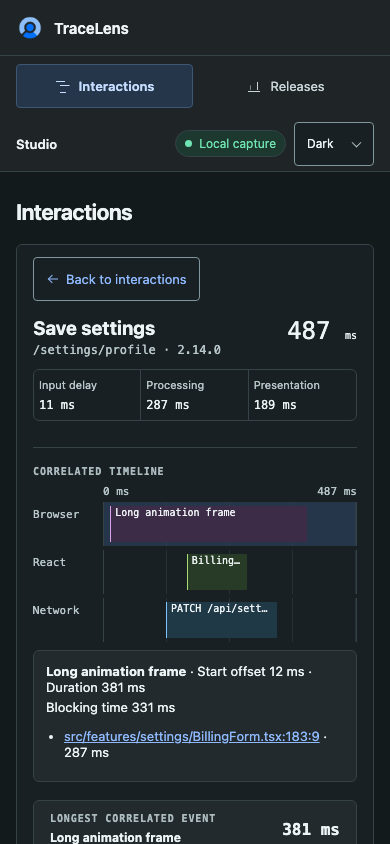 TraceLens
Interactions
Releases
Studio
Local capture
Dark
Interactions
← Back to interactions
Save settings
487 ms
/settings/profile · 2.14.0
Input delay
11 ms
Processing
287 ms
Presentation
189 ms
CORRELATED TIMELINE
0 ms
487 ms
Browser
Long animation frame
React
Billing…
Network
PATCH /api/sett…
Long animation frame · Start offset 12 ms ·
Duration 381 ms
Blocking time 331 ms
• src/features/settings/BillingForm.tsx:183:9 ·
287 ms
LONGEST CORRELATED EVENT
Long animation frame
381 ms